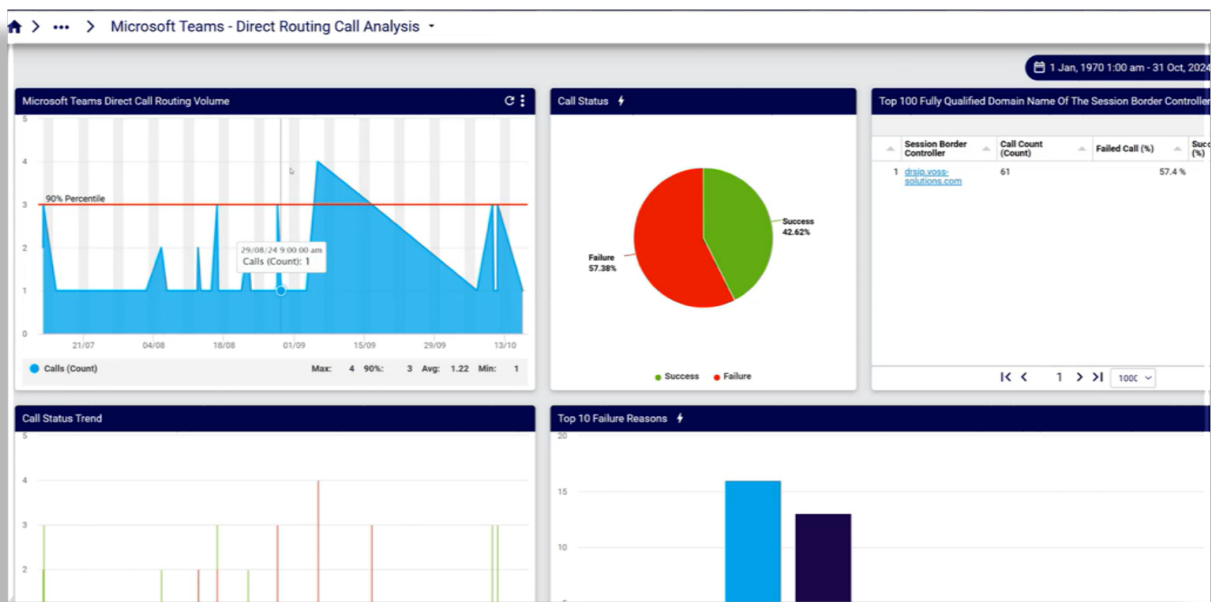 Microsoft Teams - Direct Routing Call Analysis
1 Jan, 1970 1:00 am - 31 Oct, 2024
Microsoft Teams Direct Call Routing Volume
5
4
3
2
1
0
90% Percentile
29/08/24 9:00:00 am
Calls (Count): 1
21/07 04/08 18/08 01/09 15/09 29/09 13/10
Calls (Count) Max: 4 90%: 3 Avg: 1.22 Min: 1
Call Status
Success
42.62%
Failure
57.38%
Success Failure
Top 100 Fully Qualified Domain Name Of The Session Border Controller
Session Border
Controller
Call Count
(Count)
Failed Call (%)
Succ
(%)
1 drsip.voss-
solutions.com
61 57.4 %
1 100
Call Status Trend
5
4
3
2
Top 10 Failure Reasons
20
15
10
5